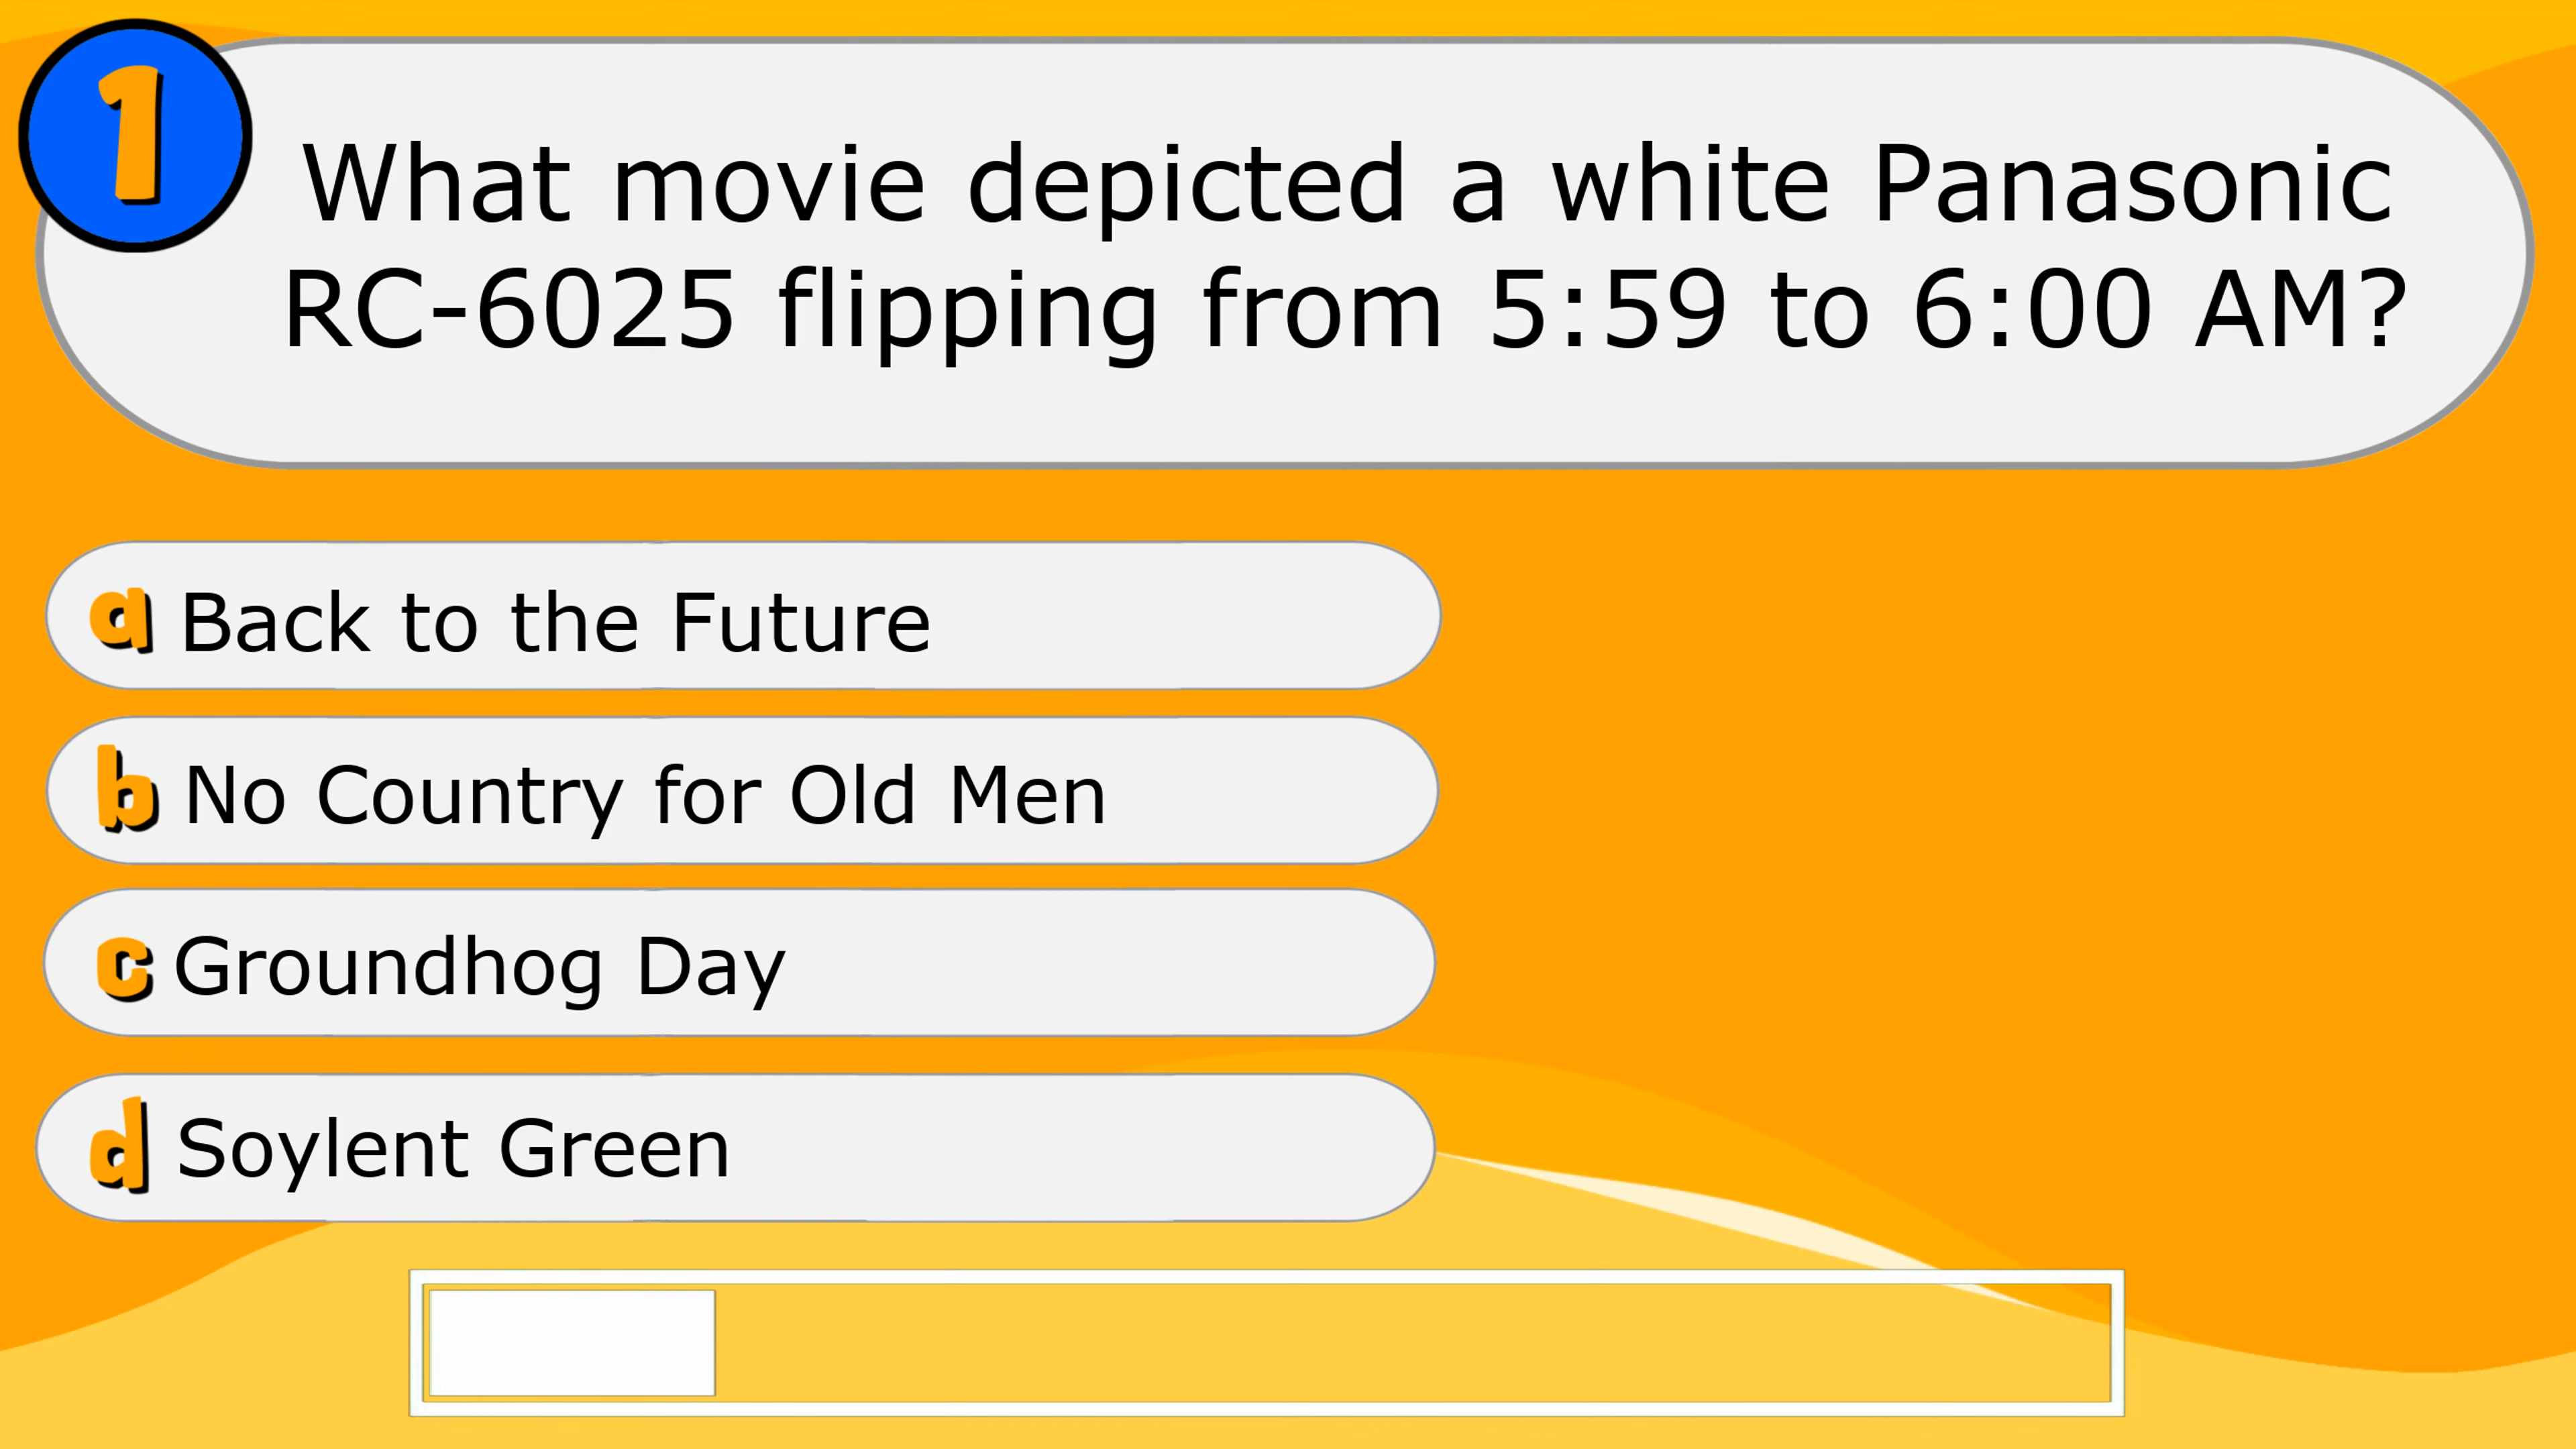 1
What movie depicted a white Panasonic
RC-6025 flipping from 5:59 to 6:00 AM?
a Back to the Future
b No Country for Old Men
c Groundhog Day
d Soylent Green